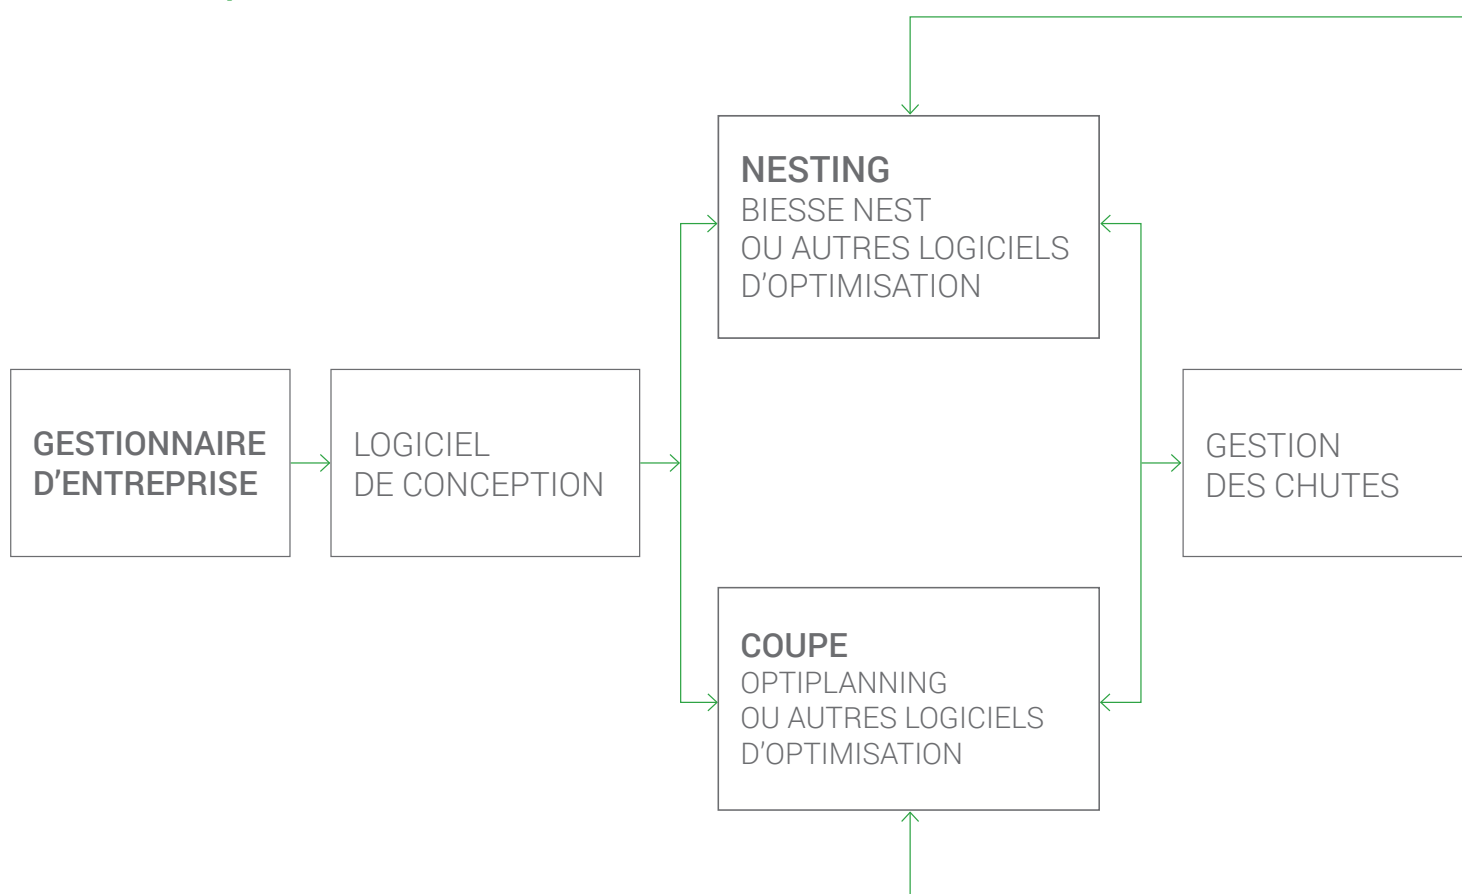 NESTING
BIESSE NEST
OU AUTRES LOGICIELS
D'OPTIMISATION
GESTIONNAIRE
D'ENTREPRISE
LOGICIEL
DE CONCEPTION
GESTION
DES CHUTES
COUPE
OPTIPLANNING
OU AUTRES LOGICIELS
D'OPTIMISATION